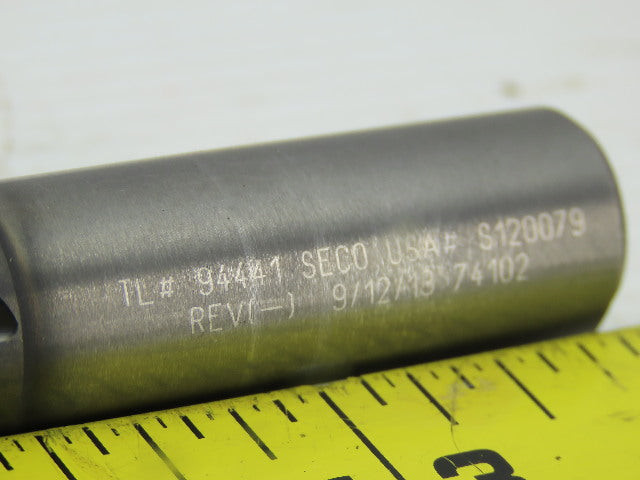 TL# 94441 SECO USA# S120079
REV(-) 9/12/13 74102
3